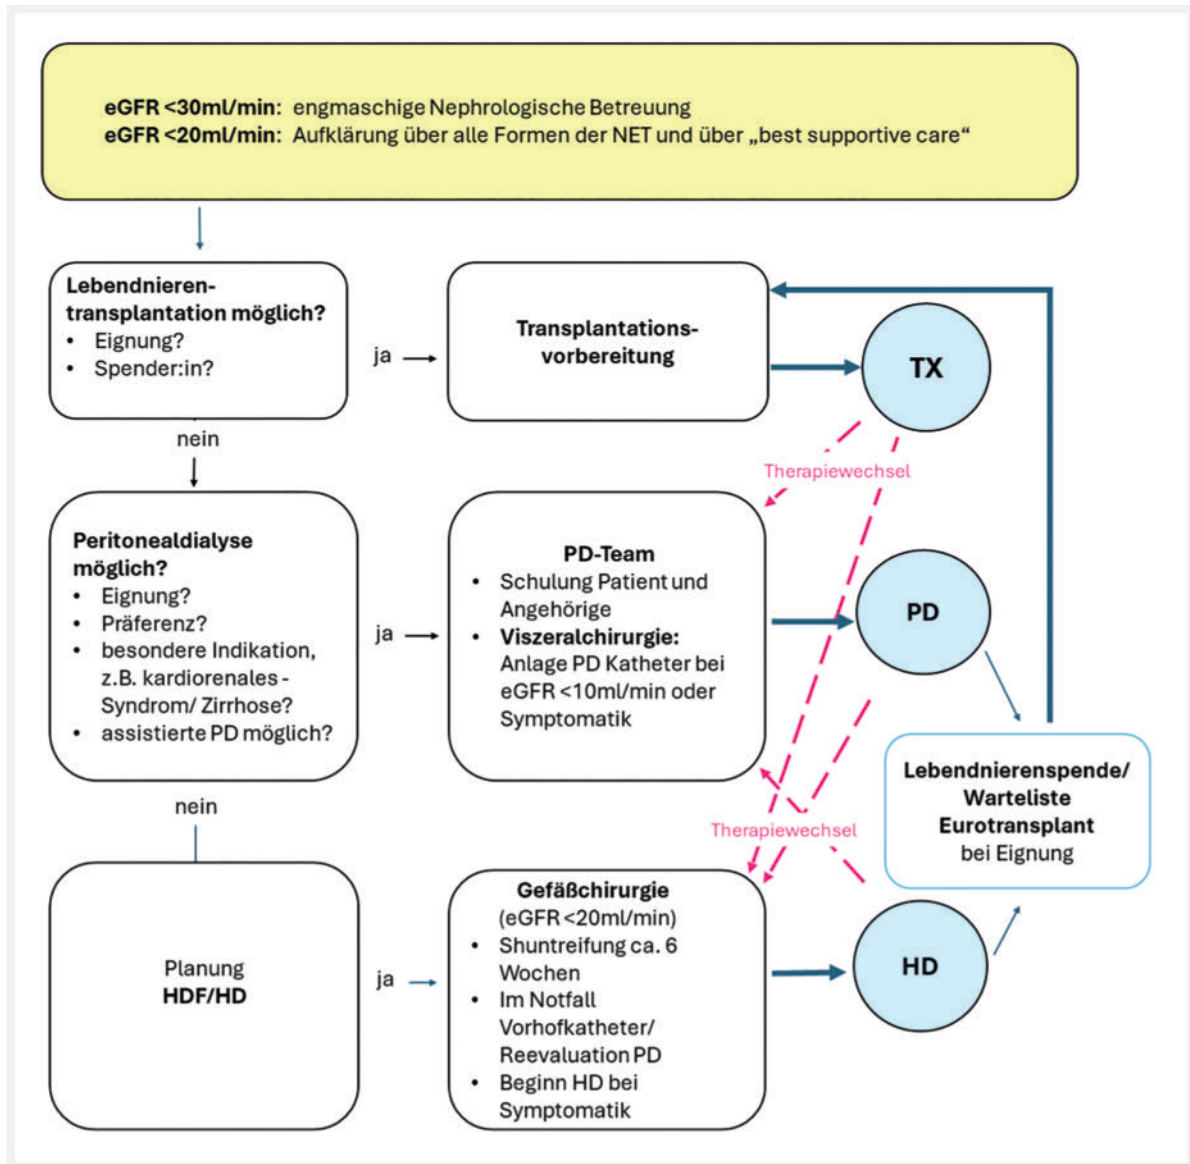 eGFR <30ml/min: engmaschige Nephrologische Betreuung
eGFR <20ml/min: Aufklärung über alle Formen der NET und über „best supportive care“
Lebendnieren-
transplantation möglich?
• Eignung?
• Spender:in?
ja
Transplantations-
vorbereitung
TX
nein
Therapiewechsel
Peritonealdialyse
möglich?
• Eignung?
• Präferenz?
• besondere Indikation,
z.B. kardiorenales -
Syndrom/ Zirrhose?
• assistierte PD möglich?
ja
PD-Team
• Schulung Patient und
Angehörige
• Viszeralchirurgie:
Anlage PD Katheter bei
eGFR <10ml/min oder
Symptomatik
PD
Lebendnierenspende/
Warteliste
Eurotransplant
bei Eignung
nein
Therapiewechsel
Planung
HDF/HD
ja
Gefäßchirurgie
(eGFR <20ml/min)
• Shuntreifung ca. 6
Wochen
• Im Notfall
Vorhofkatheter/
Reevaluation PD
• Beginn HD bei
Symptomatik
HD